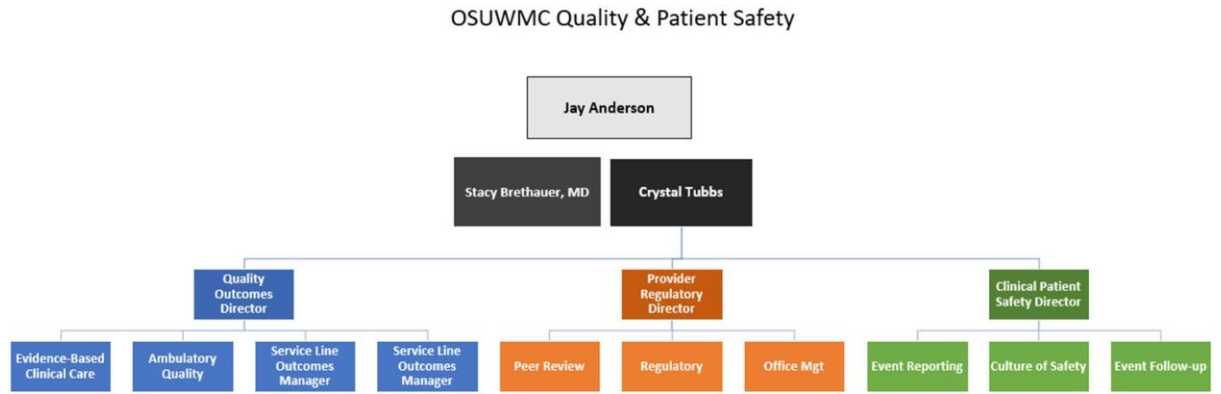 OSUWMC Quality & Patient Safety
Jay Anderson
Stacy Brethauer, MD
Crystal Tubbs
Quality
Outcomes
Director
Provider
Regulatory
Director
Clinical Patient
Safety Director
Evidence-Based
Clinical Care
Ambulatory
Quality
Service Line
Outcomes
Manager
Service Line
Outcomes
Manager
Peer Review
Regulatory
Office Mgt
Event Reporting
Culture of Safety
Event Follow-up